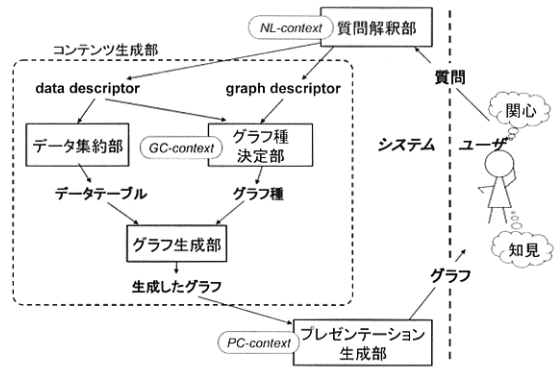 NL-context
質問解釈部
コンテンツ生成部
質問
data descriptor
graph descriptor
関心
データ集約部
GC-context
グラフ種
決定部
システム
ユーザ
データテーブル
グラフ種
グラフ生成部
知見
グラフ
生成したグラフ
PC-context
プレゼンテーション
生成部